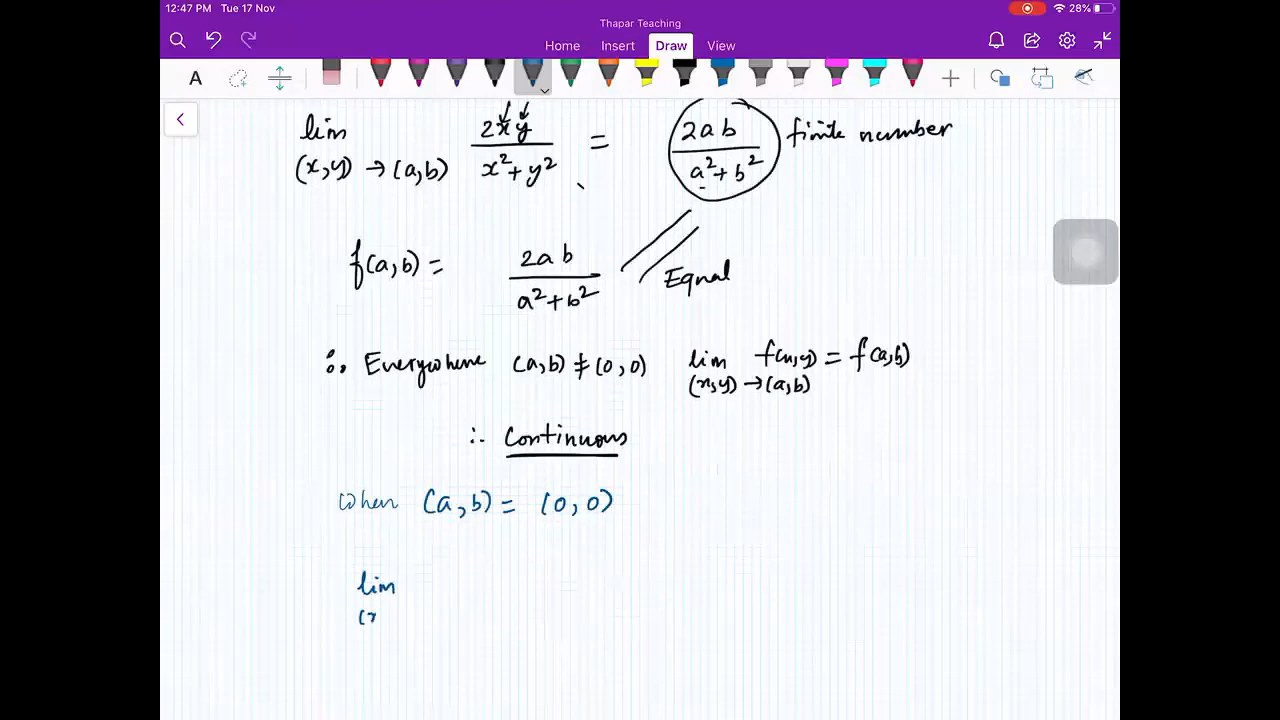 12:47 PM Tue 17 Nov
28%
Thapar Teaching
Home Insert Draw View
A
lim 2xy / x² + y² = 2ab / a² + b² finite number
(x,y) → (a,b)
f(a,b) = 2ab / a² + b² Equal
∴ Everywhere (a,b) ≠ (0,0) lim f(x,y) = f(a,b)
(x,y) → (a,b)
∴ Continuous
When (a,b) = (0,0)
lim
(x